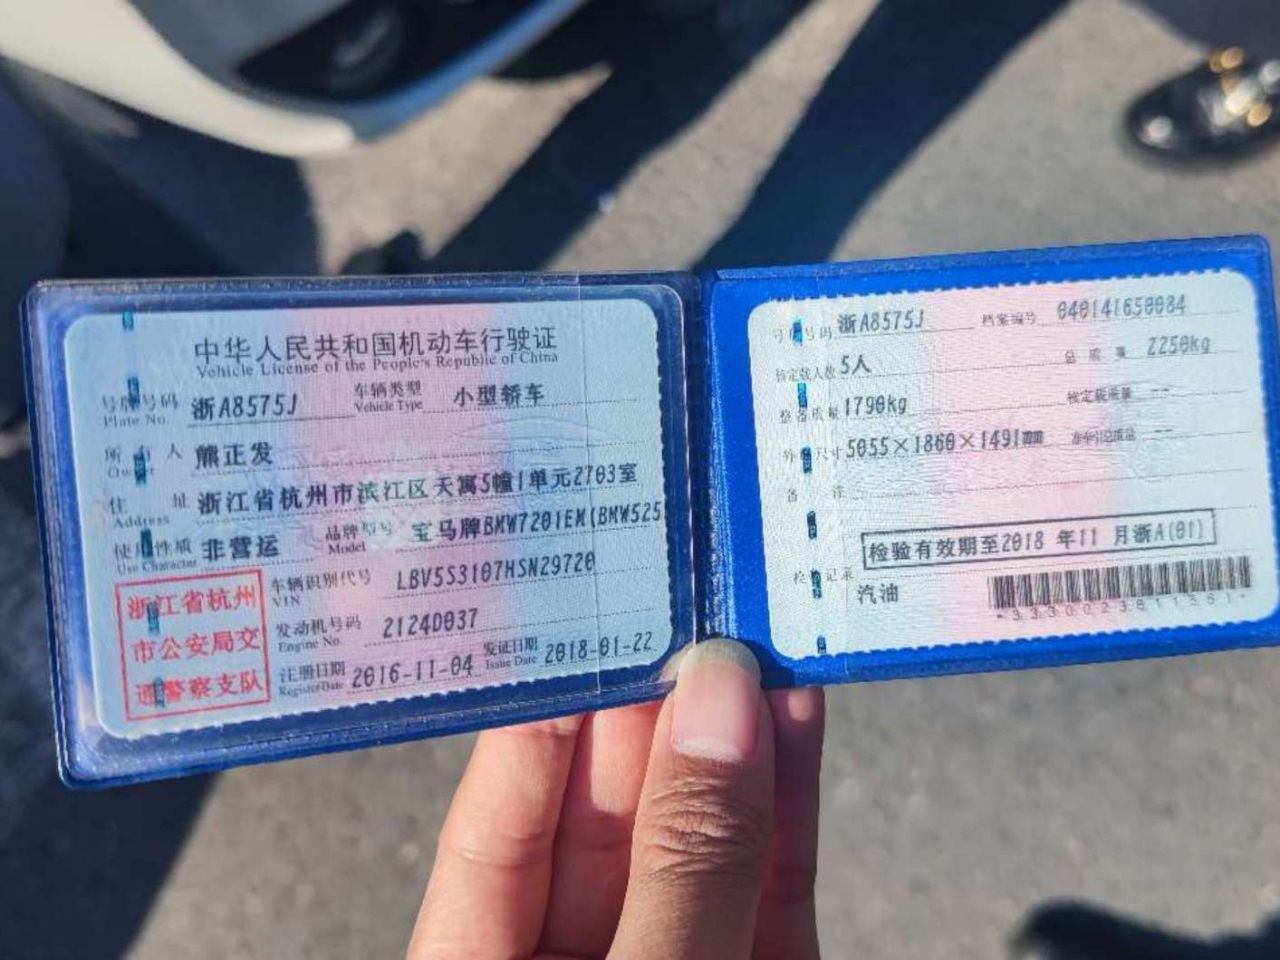 中华人民共和国机动车行驶证
Vehicle License of the People's Republic of China
号牌号码 浙A8575J 车辆类型 小型轿车
Plate No. Vehicle Type
所有人 熊正发
Owner
住址 浙江省杭州市滨江区天寓5幢1单元2703室
Address
使用性质 非营运 品牌型号 宝马牌BMW7201EM(BMW525
Use Character Model
浙江省杭州
市公安局交
通警察支队
车辆识别代号 LBV5S3107HSN29720
VIN
发动机号码 2124D037
Engine No.
注册日期 2016-11-04 发证日期 2018-01-22
Register Date Issue Date
号牌号码 浙A8575J 档案编号 040141650084
核定载人数 5人 总质量 2250kg
整备质量 1790kg 核定载质量 --
外廓尺寸 5055×1860×1491mm 准牵引总质量 --
备注
检验有效期至2018年11月浙A(01)
检验记录
汽油